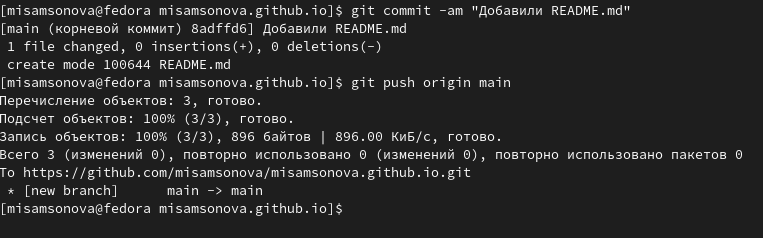 [misamsonova@fedora misamsonova.github.io]$ git commit -am "Добавили README.md"
[main (корневой коммит) 8adffd6] Добавили README.md
 1 file changed, 0 insertions(+), 0 deletions(-)
 create mode 100644 README.md
[misamsonova@fedora misamsonova.github.io]$ git push origin main
Перечисление объектов: 3, готово.
Подсчет объектов: 100% (3/3), готово.
Запись объектов: 100% (3/3), 896 байтов | 896.00 КиБ/с, готово.
Всего 3 (изменений 0), повторно использовано 0 (изменений 0), повторно использовано пакетов 0
To https://github.com/misamsonova/misamsonova.github.io.git
 * [new branch]      main -> main
[misamsonova@fedora misamsonova.github.io]$